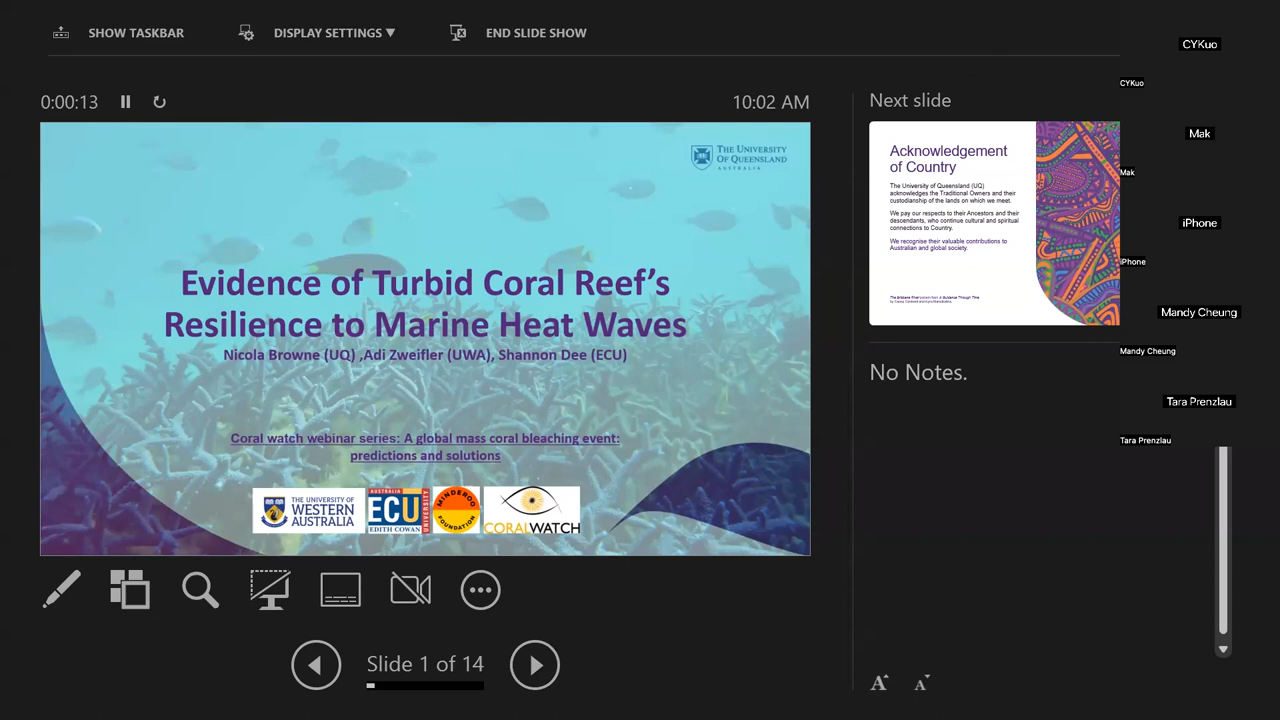 SHOW TASKBAR
DISPLAY SETTINGS ▼
END SLIDE SHOW
0:00:13
10:02 AM
THE UNIVERSITY
OF QUEENSLAND
AUSTRALIA
Evidence of Turbid Coral Reef’s
Resilience to Marine Heat Waves
Nicola Browne (UQ) ,Adi Zweifler (UWA), Shannon Dee (ECU)
Coral watch webinar series: A global mass coral bleaching event:
predictions and solutions
THE UNIVERSITY OF
WESTERN
AUSTRALIA
AUSTRALIA
ECU
EDITH COWAN
UNIVERSITY
MINDEROO
FOUNDATION
CORALWATCH
Slide 1 of 14
Next slide
Acknowledgement
of Country
The University of Queensland (UQ)
acknowledges the Traditional Owners and their
custodianship of the lands on which we meet.
We pay our respects to their Ancestors and their
descendants, who continue cultural and spiritual
connections to Country.
We recognise their valuable contributions to
Australian and global society.
No Notes.
A A
CYKuo
CYKuo
Mak
Mak
iPhone
iPhone
Mandy Cheung
Mandy Cheung
Tara Prenzlau
Tara Prenzlau